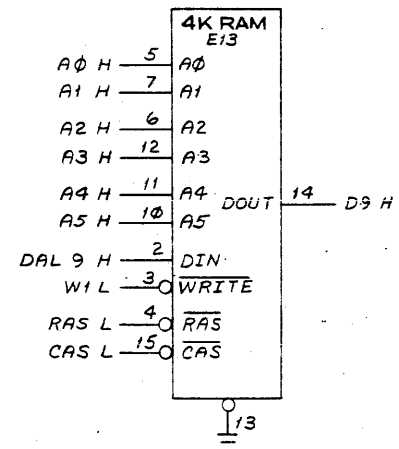 4K RAM
E13
AØ H 5 AØ
A1 H 7 A1
A2 H 6 A2
A3 H 12 A3
A4 H 11 A4
DOUT 14 D9 H
A5 H 1Ø A5
DAL 9 H 2 DIN
W1 L 3 WRITE
RAS L 4 RAS
CAS L 15 CAS
13